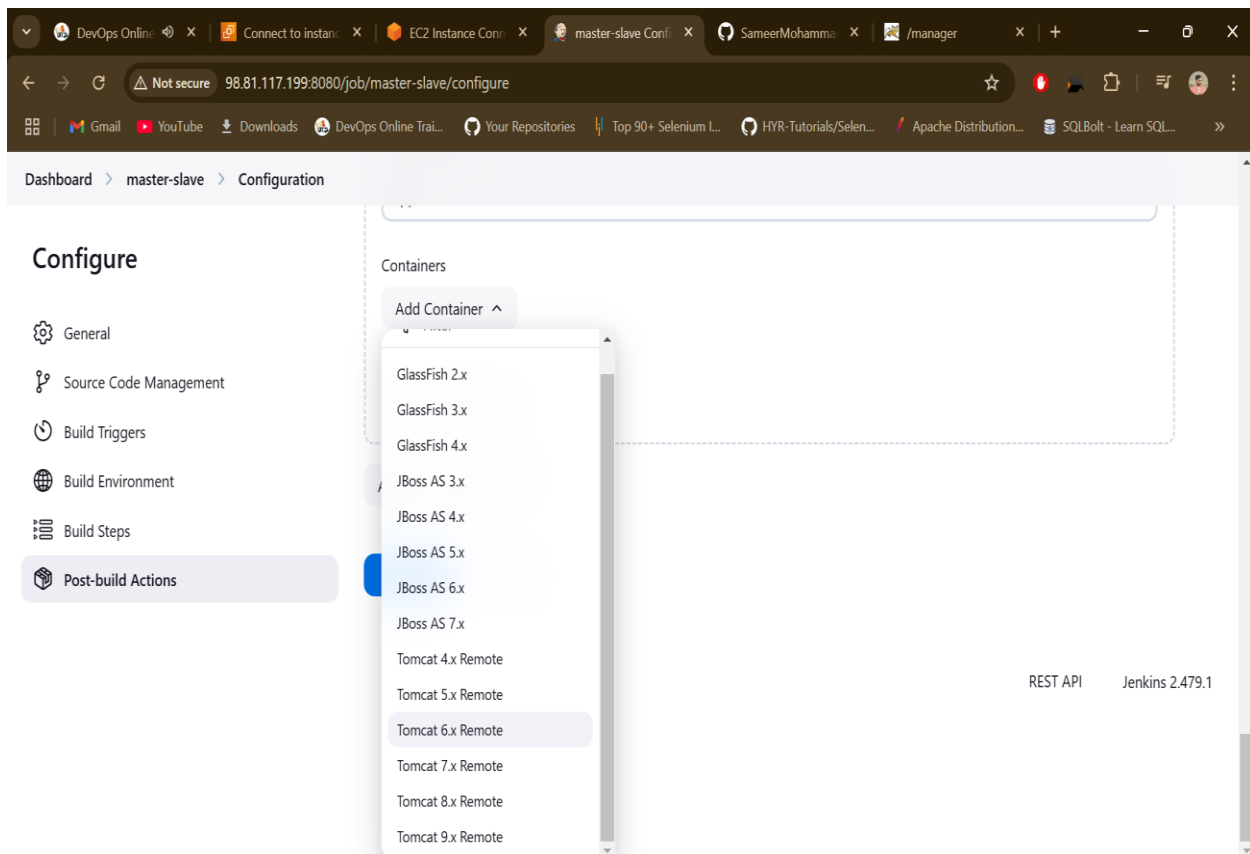 DevOps Online
Connect to instanc
EC2 Instance Conn
master-slave Confi
SameerMohamma
/manager
Not secure 98.81.117.199:8080/job/master-slave/configure
Gmail YouTube Downloads DevOps Online Trai... Your Repositories Top 90+ Selenium I... HYR-Tutorials/Selen... Apache Distribution... SQLBolt - Learn SQL... »
Dashboard > master-slave > Configuration
Configure
General
Source Code Management
Build Triggers
Build Environment
Build Steps
Post-build Actions
Containers
Add Container
GlassFish 2.x
GlassFish 3.x
GlassFish 4.x
JBoss AS 3.x
JBoss AS 4.x
JBoss AS 5.x
JBoss AS 6.x
JBoss AS 7.x
Tomcat 4.x Remote
Tomcat 5.x Remote
Tomcat 6.x Remote
Tomcat 7.x Remote
Tomcat 8.x Remote
Tomcat 9.x Remote
REST API Jenkins 2.479.1